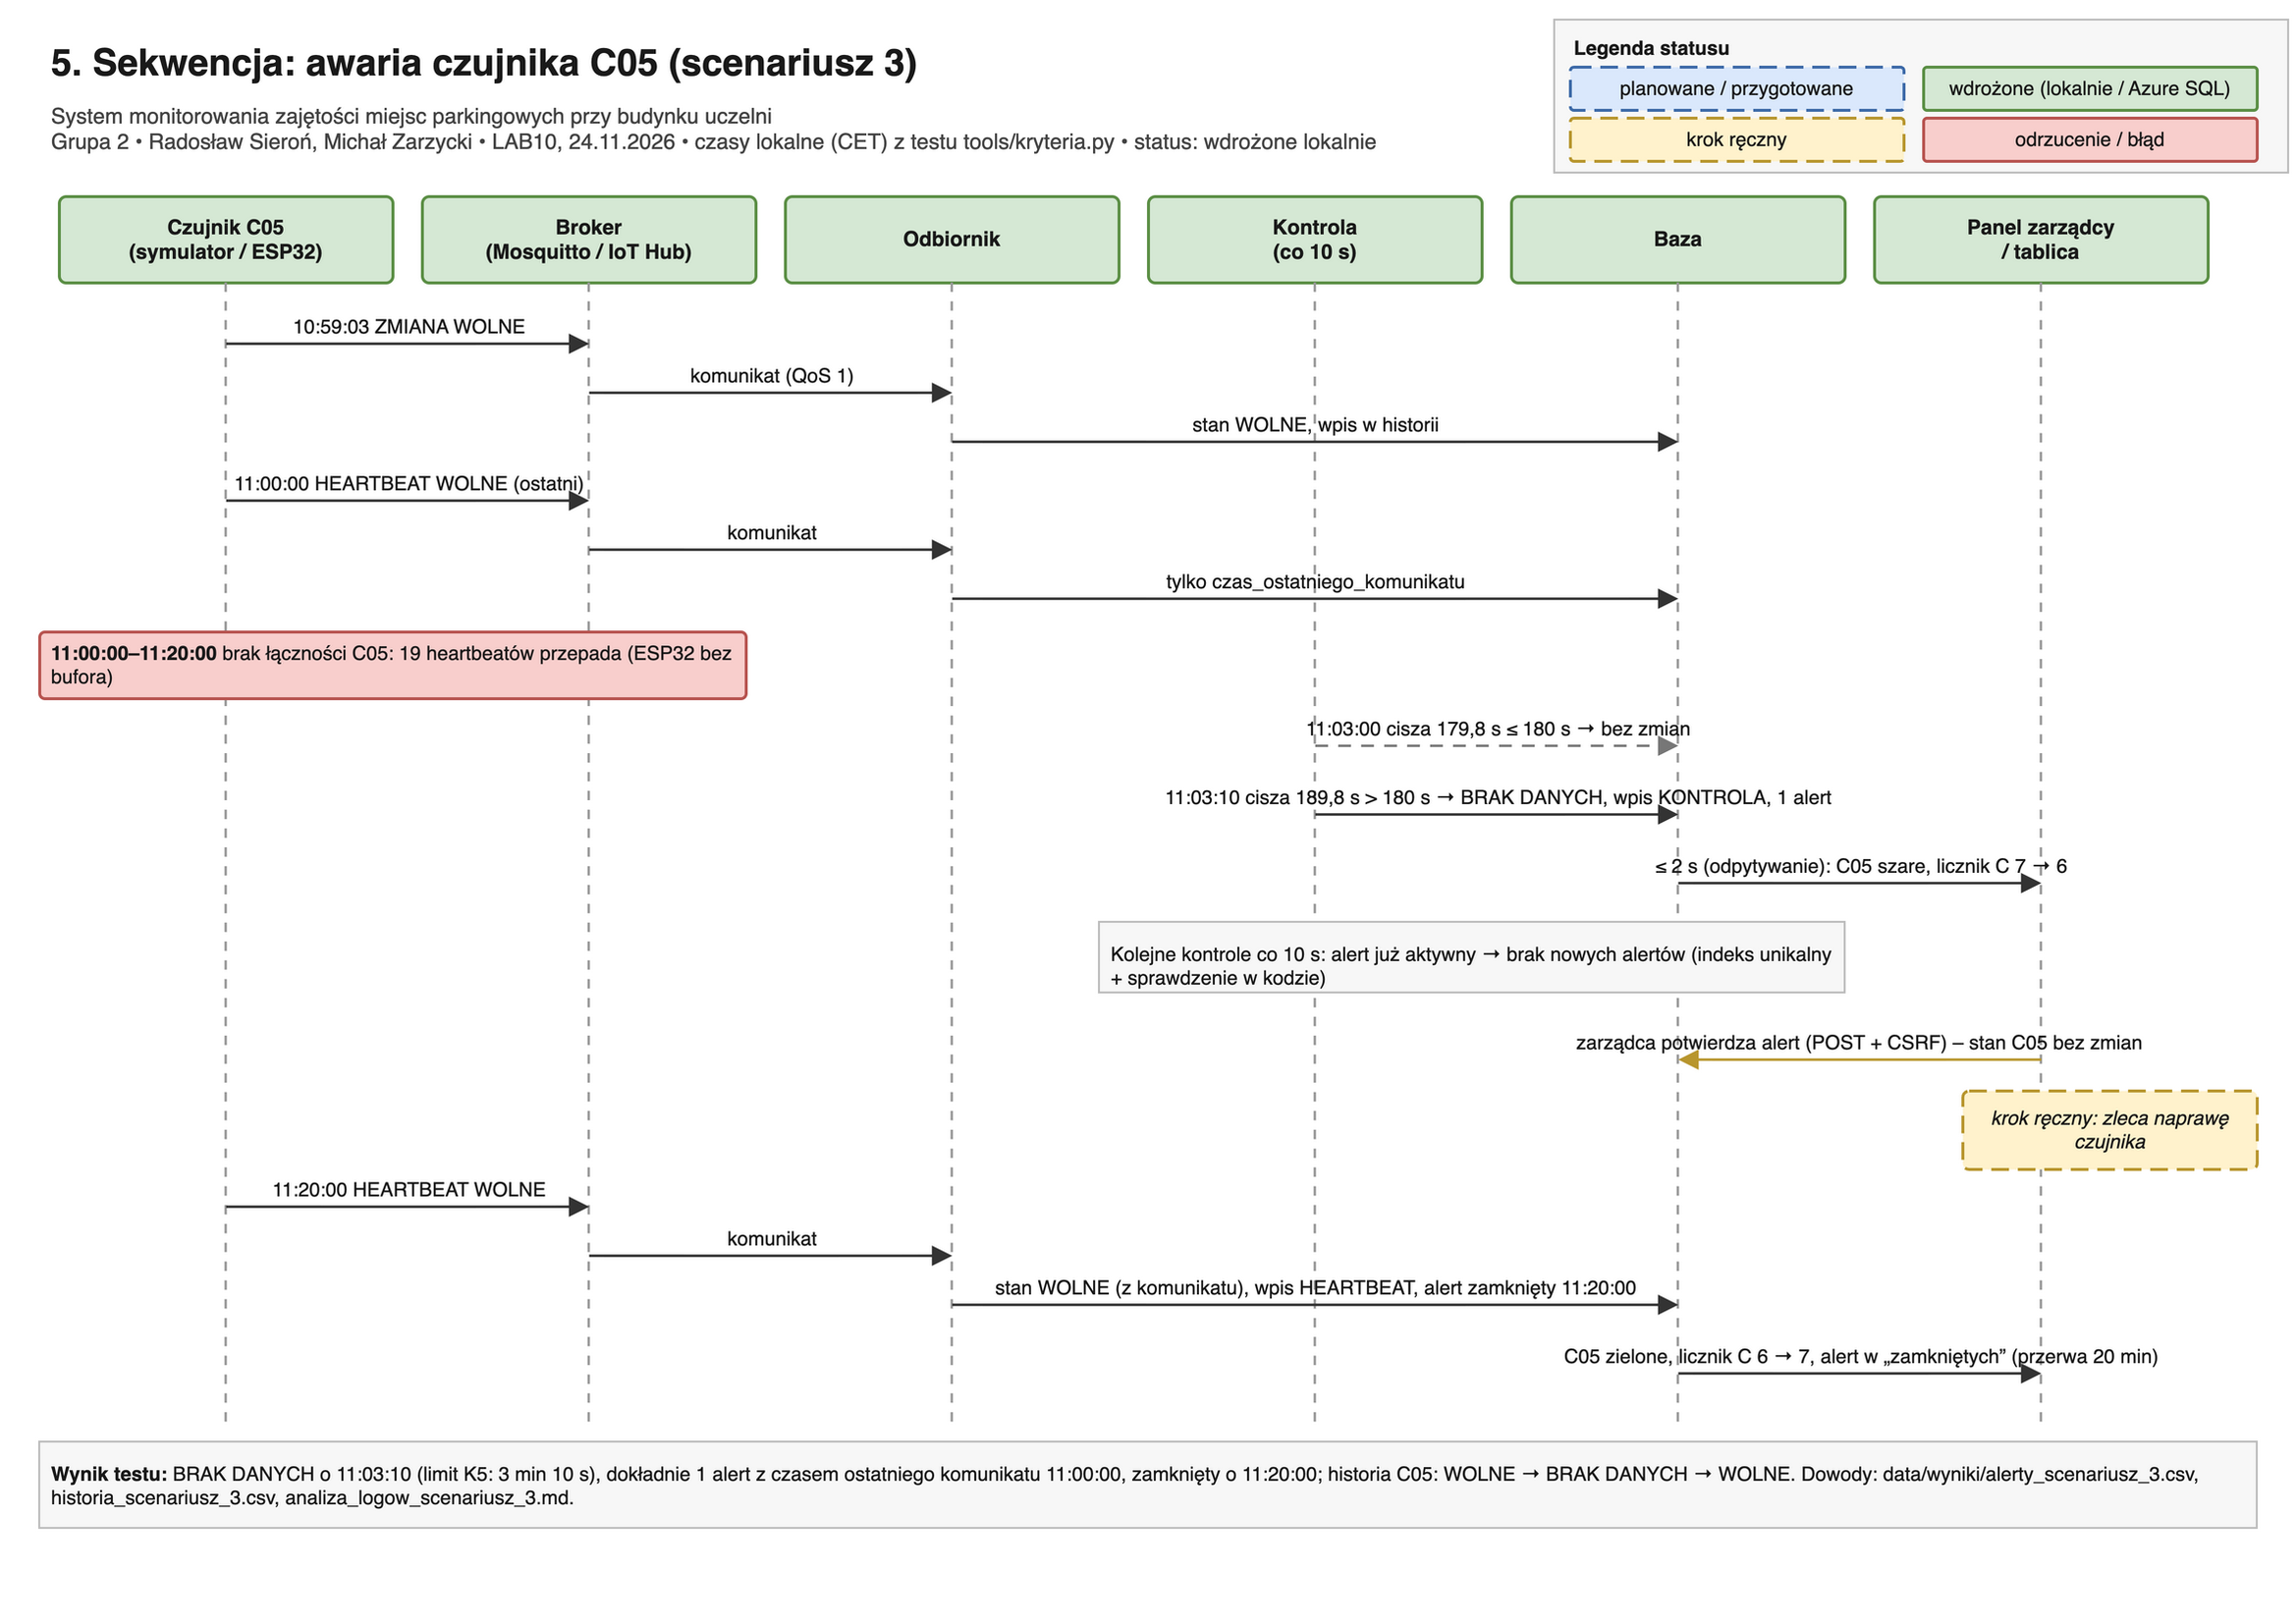 5. Sekwencja: awaria czujnika C05 (scenariusz 3)
System monitorowania zajętości miejsc parkingowych przy budynku uczelni
Grupa 2 • Radosław Sieroń, Michał Zarzycki • LAB10, 24.11.2026 • czasy lokalne (CET) z testu tools/kryteria.py • status: wdrożone lokalnie
Legenda statusu
planowane / przygotowane
wdrożone (lokalnie / Azure SQL)
krok ręczny
odrzucenie / błąd
Czujnik C05
(symulator / ESP32)
Broker
(Mosquitto / IoT Hub)
Odbiornik
Kontrola
(co 10 s)
Baza
Panel zarządcy
/ tablica
10:59:03 ZMIANA WOLNE
komunikat (QoS 1)
stan WOLNE, wpis w historii
11:00:00 HEARTBEAT WOLNE (ostatni)
komunikat
tylko czas_ostatniego_komunikatu
11:00:00–11:20:00 brak łączności C05: 19 heartbeatów przepada (ESP32 bez
bufora)
11:03:00 cisza 179,8 s ≤ 180 s → bez zmian
11:03:10 cisza 189,8 s > 180 s → BRAK DANYCH, wpis KONTROLA, 1 alert
≤ 2 s (odpytywanie): C05 szare, licznik C 7 → 6
Kolejne kontrole co 10 s: alert już aktywny → brak nowych alertów (indeks unikalny
+ sprawdzenie w kodzie)
zarządca potwierdza alert (POST + CSRF) – stan C05 bez zmian
krok ręczny: zleca naprawę
czujnika
11:20:00 HEARTBEAT WOLNE
komunikat
stan WOLNE (z komunikatu), wpis HEARTBEAT, alert zamknięty 11:20:00
C05 zielone, licznik C 6 → 7, alert w „zamkniętych” (przerwa 20 min)
Wynik testu: BRAK DANYCH o 11:03:10 (limit K5: 3 min 10 s), dokładnie 1 alert z czasem ostatniego komunikatu 11:00:00, zamknięty o 11:20:00; historia C05: WOLNE → BRAK DANYCH → WOLNE. Dowody: data/wyniki/alerty_scenariusz_3.csv,
historia_scenariusz_3.csv, analiza_logow_scenariusz_3.md.